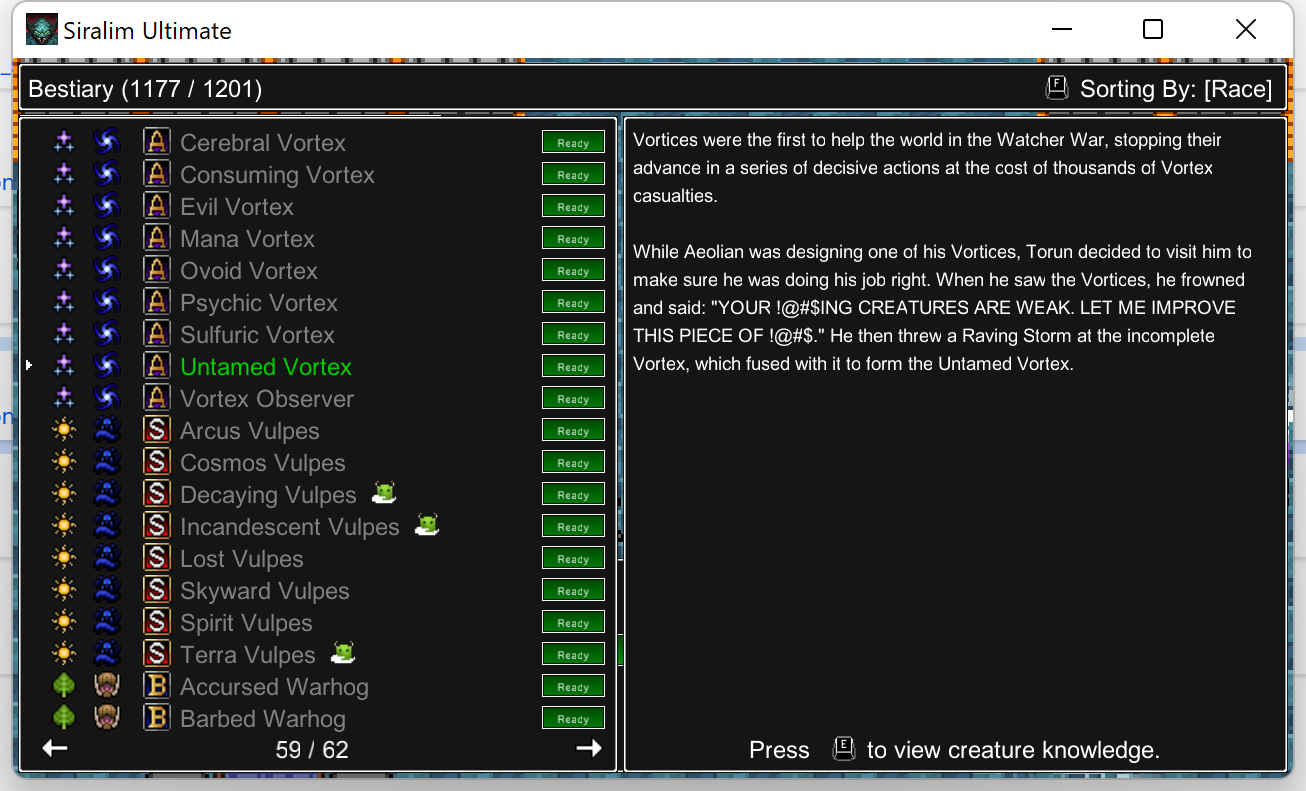 Siralim Ultimate
Bestiary (1177 / 1201)
F Sorting By: [Race]
A Cerebral Vortex Ready
A Consuming Vortex Ready
A Evil Vortex Ready
A Mana Vortex Ready
A Ovoid Vortex Ready
A Psychic Vortex Ready
A Sulfuric Vortex Ready
A Untamed Vortex Ready
A Vortex Observer Ready
S Arcus Vulpes Ready
S Cosmos Vulpes Ready
S Decaying Vulpes Ready
S Incandescent Vulpes Ready
S Lost Vulpes Ready
S Skyward Vulpes Ready
S Spirit Vulpes Ready
S Terra Vulpes Ready
B Accursed Warhog Ready
B Barbed Warhog Ready
59 / 62
Vortices were the first to help the world in the Watcher War, stopping their
advance in a series of decisive actions at the cost of thousands of Vortex
casualties.
While Aeolian was designing one of his Vortices, Torun decided to visit him to
make sure he was doing his job right. When he saw the Vortices, he frowned
and said: "YOUR !@#$ING CREATURES ARE WEAK. LET ME IMPROVE
THIS PIECE OF !@#$." He then threw a Raving Storm at the incomplete
Vortex, which fused with it to form the Untamed Vortex.
Press E to view creature knowledge.